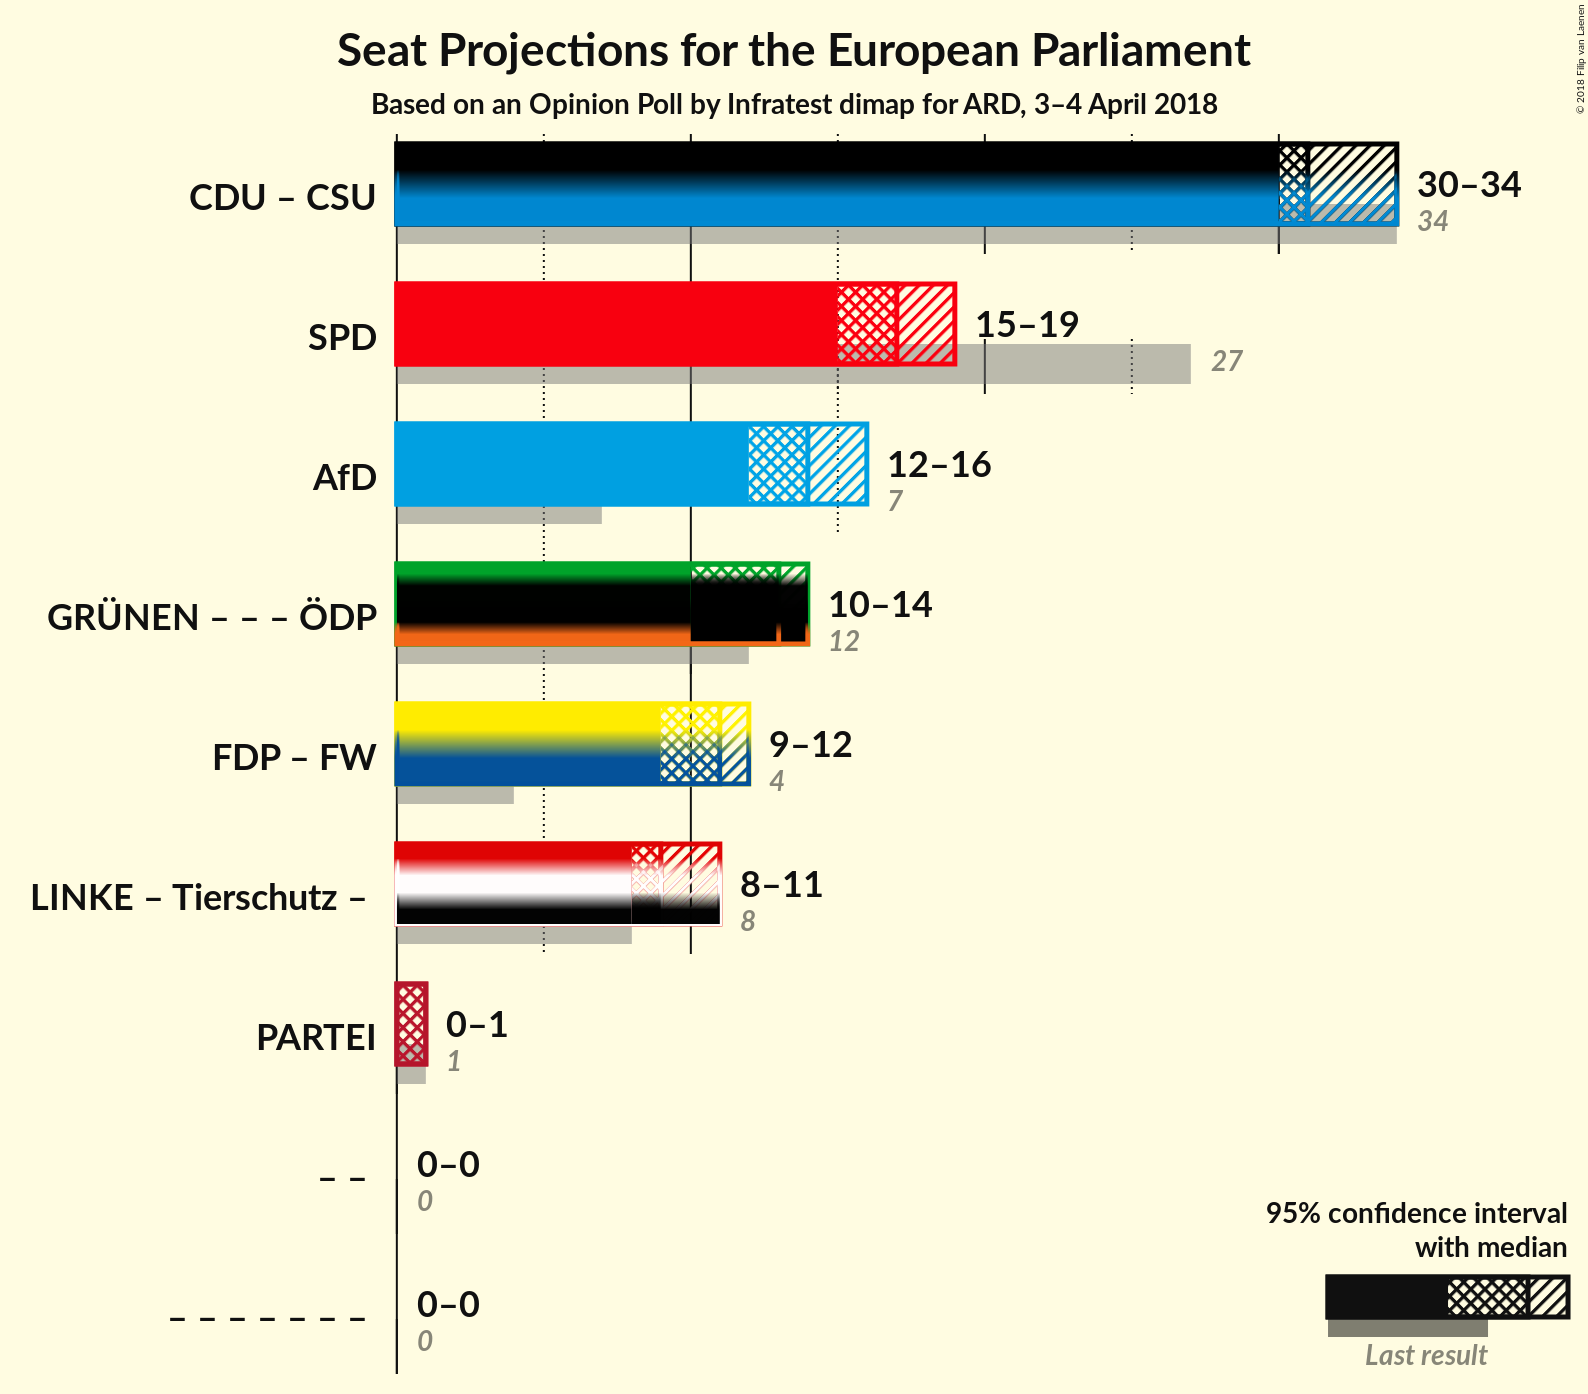 Seat Projections for the European Parliament
Based on an Opinion Poll by Infratest dimap for ARD, 3–4 April 2018
© 2018 Filip van Laenen
CDU – CSU
30–34
34
SPD
15–19
27
AfD
12–16
7
GRÜNEN – – – ÖDP
10–14
12
FDP – FW
9–12
4
LINKE – Tierschutz –
8–11
8
PARTEI
0–1
1
– –
0–0
0
– – – – – – –
0–0
0
95% confidence interval
with median
Last result